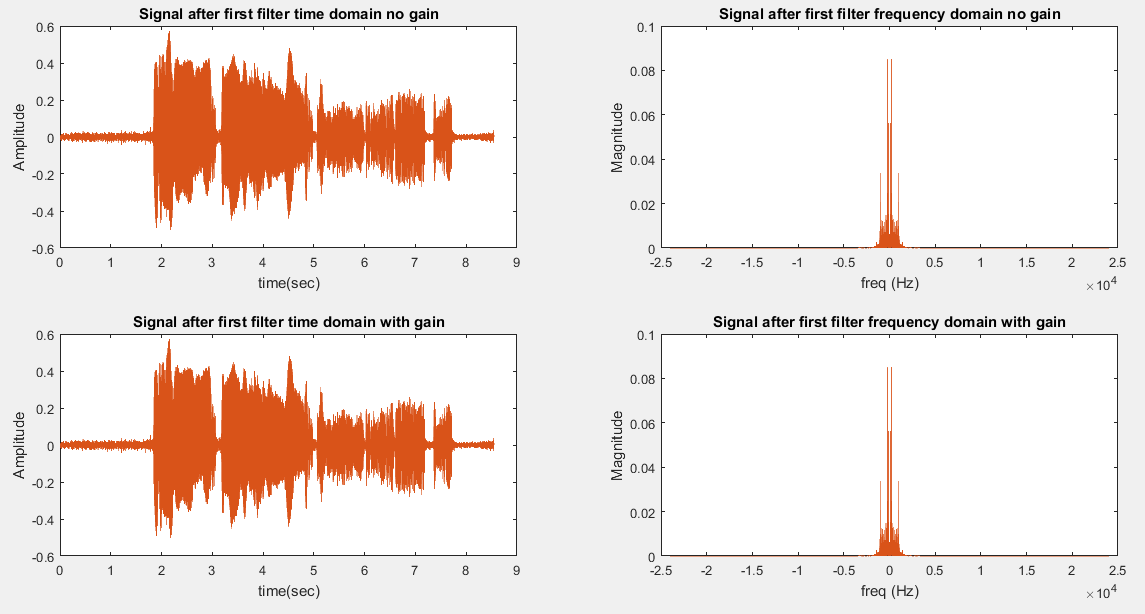 Signal after first filter time domain no gain
0.6
0.4
0.2
0
-0.2
-0.4
-0.6
Amplitude
0 1 2 3 4 5 6 7 8 9
time(sec)
Signal after first filter frequency domain no gain
0.1
0.08
0.06
0.04
0.02
0
Magnitude
-2.5 -2 -1.5 -1 -0.5 0 0.5 1 1.5 2 2.5
freq (Hz)
×10^4
Signal after first filter time domain with gain
0.6
0.4
0.2
0
-0.2
-0.4
-0.6
Amplitude
0 1 2 3 4 5 6 7 8 9
time(sec)
Signal after first filter frequency domain with gain
0.1
0.08
0.06
0.04
0.02
0
Magnitude
-2.5 -2 -1.5 -1 -0.5 0 0.5 1 1.5 2 2.5
freq (Hz)
×10^4